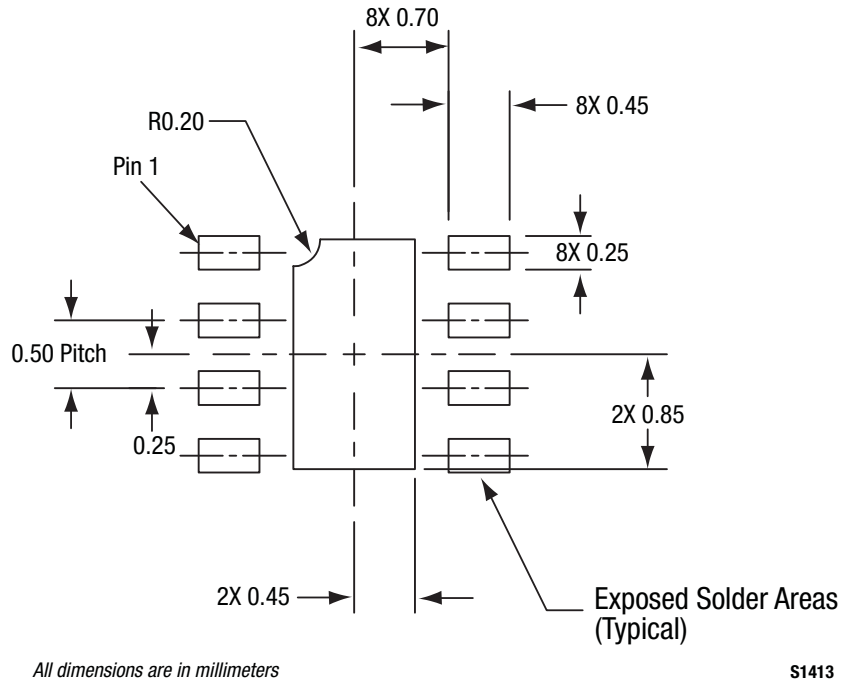 8X 0.70
8X 0.45
R0.20
Pin 1
8X 0.25
0.50 Pitch
2X 0.85
0.25
2X 0.45
Exposed Solder Areas
(Typical)
All dimensions are in millimeters
S1413